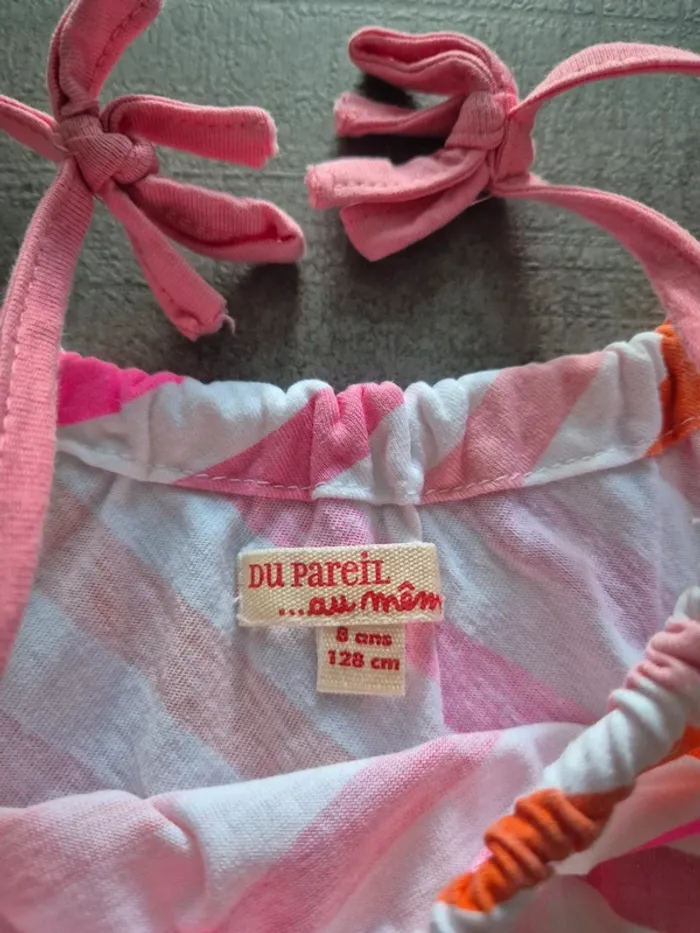 DU PAREIL
...au mêm
8 ans
128 cm